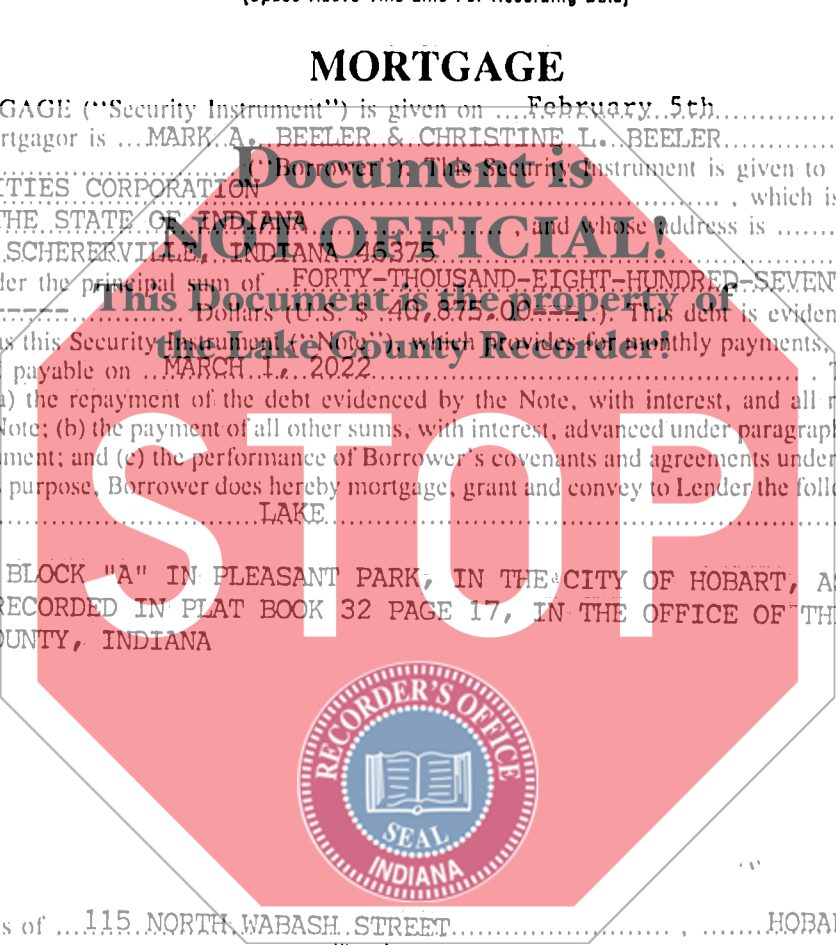 (Space Above This Line For Recording Data)
MORTGAGE
GAGE (“Security Instrument”) is given on ....February 5th
rtgagor is ...MARK A. BEELER & CHRISTINE L. BEELER
Document is
(“Borrower”). This Security Instrument is given to
ITIES CORPORATION , which is
THE STATE OF INDIANA , and whose address is
NOT OFFICIAL!
SCHERERVILLE, INDIANA 46375
der the principal sum of FORTY-THOUSAND-EIGHT-HUNDRED-SEVEN
This Document is the property of
Dollars (U.S. $ 40,875.00---). This debt is eviden
as this Security Instrument (“Note”), which provides for monthly payments,
the Lake County Recorder!
payable on ...MARCH 1, 2022
a) the repayment of the debt evidenced by the Note, with interest, and all r
Note; (b) the payment of all other sums, with interest, advanced under paragrap
ment; and (c) the performance of Borrower's covenants and agreements under
s purpose, Borrower does hereby mortgage, grant and convey to Lender the foll
LAKE
STOP
BLOCK "A" IN PLEASANT PARK, IN THE CITY OF HOBART, AS
RECORDED IN PLAT BOOK 32 PAGE 17, IN THE OFFICE OF THE
OUNTY, INDIANA
RECORDER'S OFFICE
SEAL
INDIANA
s of ...115 NORTH WABASH STREET , HOBA